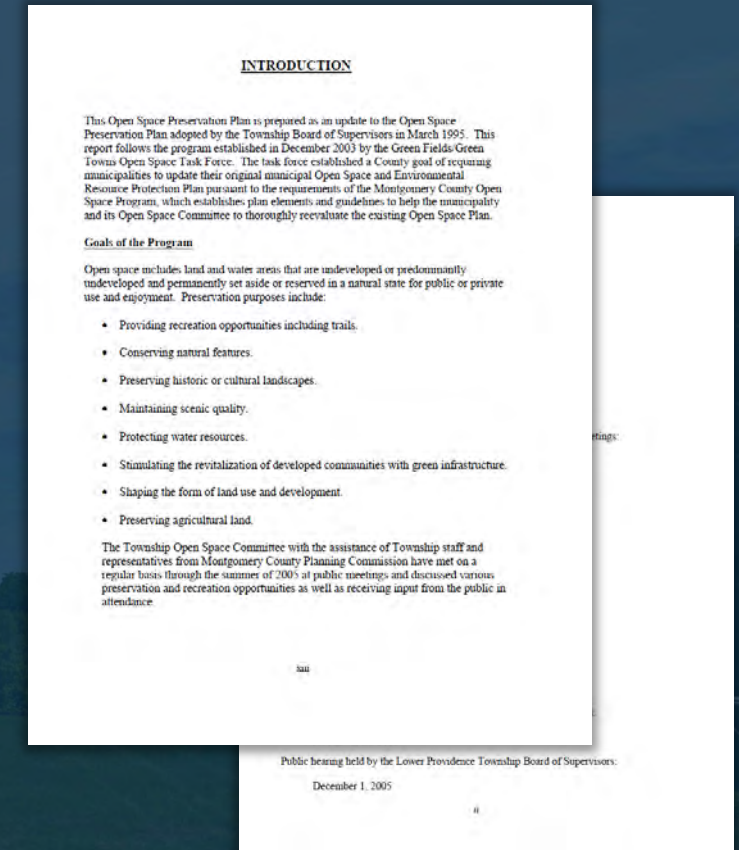 INTRODUCTION
This Open Space Preservation Plan is prepared as an update to the Open Space
Preservation Plan adopted by the Township Board of Supervisors in March 1995. This
report follows the program established in December 2003 by the Green Fields/Green
Towns Open Space Task Force. The task force established a County goal of requiring
municipalities to update their original municipal Open Space and Environmental
Resource Protection Plan pursuant to the requirements of the Montgomery County Open
Space Program, which establishes plan elements and guidelines to help the municipality
and its Open Space Committee to thoroughly reevaluate the existing Open Space Plan.
Goals of the Program
Open space includes land and water areas that are undeveloped or predominantly
undeveloped and permanently set aside or reserved in a natural state for public or private
use and enjoyment. Preservation purposes include:
• Providing recreation opportunities including trails.
• Conserving natural features.
• Preserving historic or cultural landscapes.
• Maintaining scenic quality.
• Protecting water resources.
• Stimulating the revitalization of developed communities with green infrastructure.
• Shaping the form of land use and development.
• Preserving agricultural land.
The Township Open Space Committee with the assistance of Township staff and
representatives from Montgomery County Planning Commission have met on a
regular basis through the summer of 2005 at public meetings and discussed various
preservation and recreation opportunities as well as receiving input from the public in
attendance
Public hearing held by the Lower Providence Township Board of Supervisors:
December 1, 2005